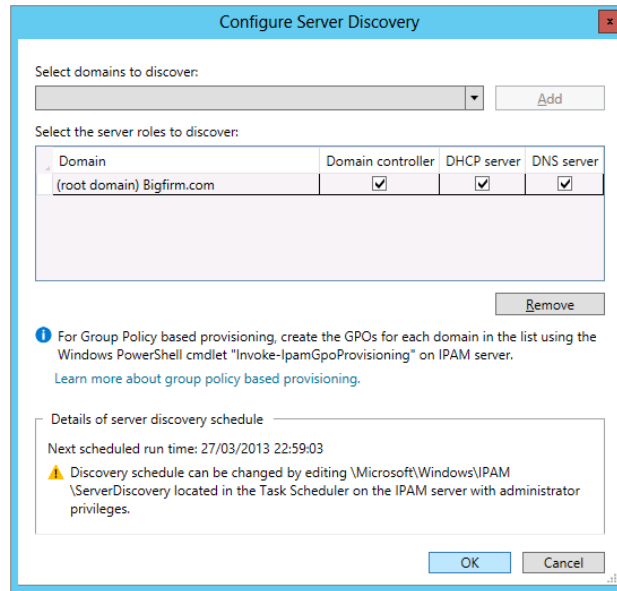 Configure Server Discovery
x
Select domains to discover:
Add
Select the server roles to discover:
Domain Domain controller DHCP server DNS server
(root domain) Bigfirm.com
Remove
For Group Policy based provisioning, create the GPOs for each domain in the list using the
Windows PowerShell cmdlet "Invoke-IpamGpoProvisioning" on IPAM server.
Learn more about group policy based provisioning.
Details of server discovery schedule
Next scheduled run time: 27/03/2013 22:59:03
Discovery schedule can be changed by editing \Microsoft\Windows\IPAM
\ServerDiscovery located in the Task Scheduler on the IPAM server with administrator
privileges.
OK Cancel